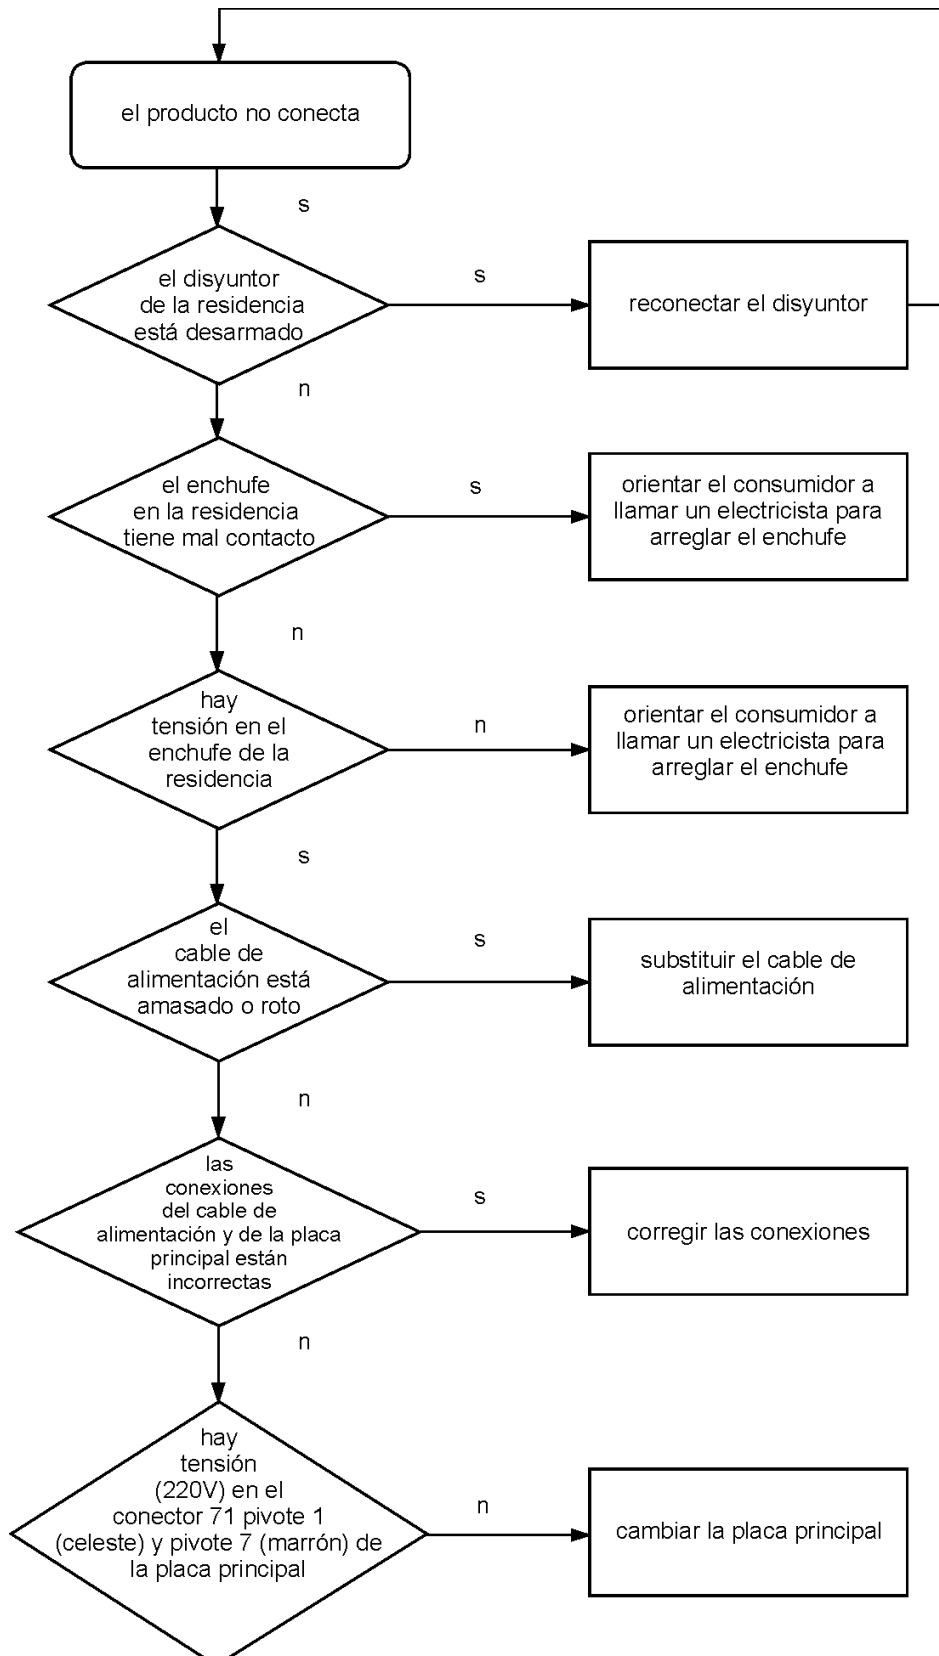 el producto no conecta
s
el disyuntor
de la residencia
está desarmado
s
reconectar el disyuntor
n
el enchufe
en la residencia
tiene mal contacto
s
orientar el consumidor a
llamar un electricista para
arreglar el enchufe
n
hay
tensión en el
enchufe de la
residencia
n
orientar el consumidor a
llamar un electricista para
arreglar el enchufe
s
el
cable de
alimentación está
amasado o roto
s
substituir el cable de
alimentación
n
las
conexiones
del cable de
alimentación y de la placa
principal están
incorrectas
s
corregir las conexiones
n
hay
tensión
(220V) en el
conector 71 pivote 1
(celeste) y pivote 7 (marrón) de
la placa principal
n
cambiar la placa principal